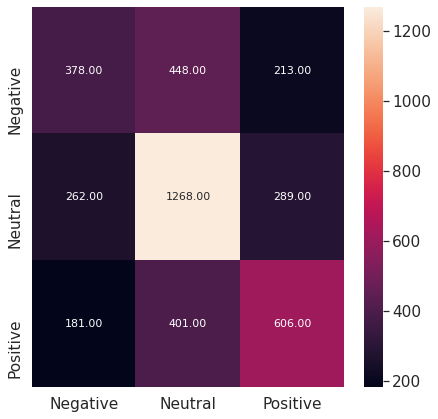 Negative 378.00 448.00 213.00
Neutral 262.00 1268.00 289.00
Positive 181.00 401.00 606.00
Negative Neutral Positive
1200
1000
800
600
400
200